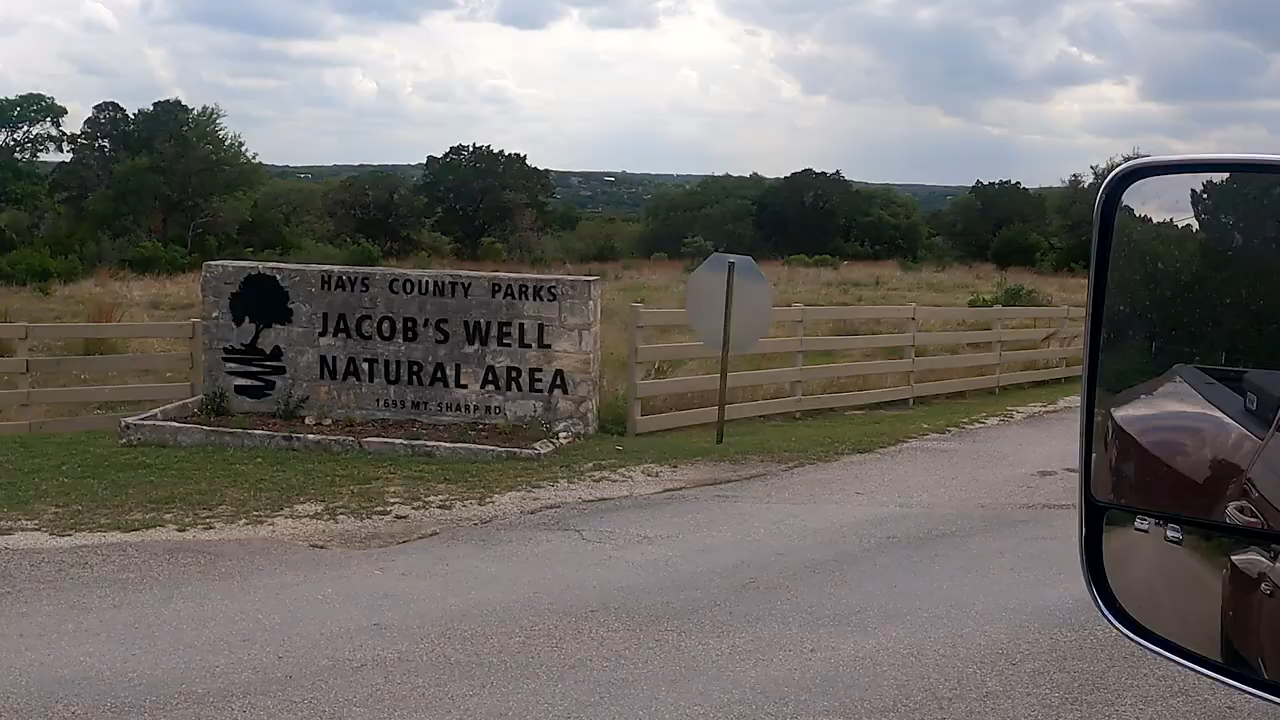 HAYS COUNTY PARKS
JACOB'S WELL
NATURAL AREA
1699 MT. SHARP RD